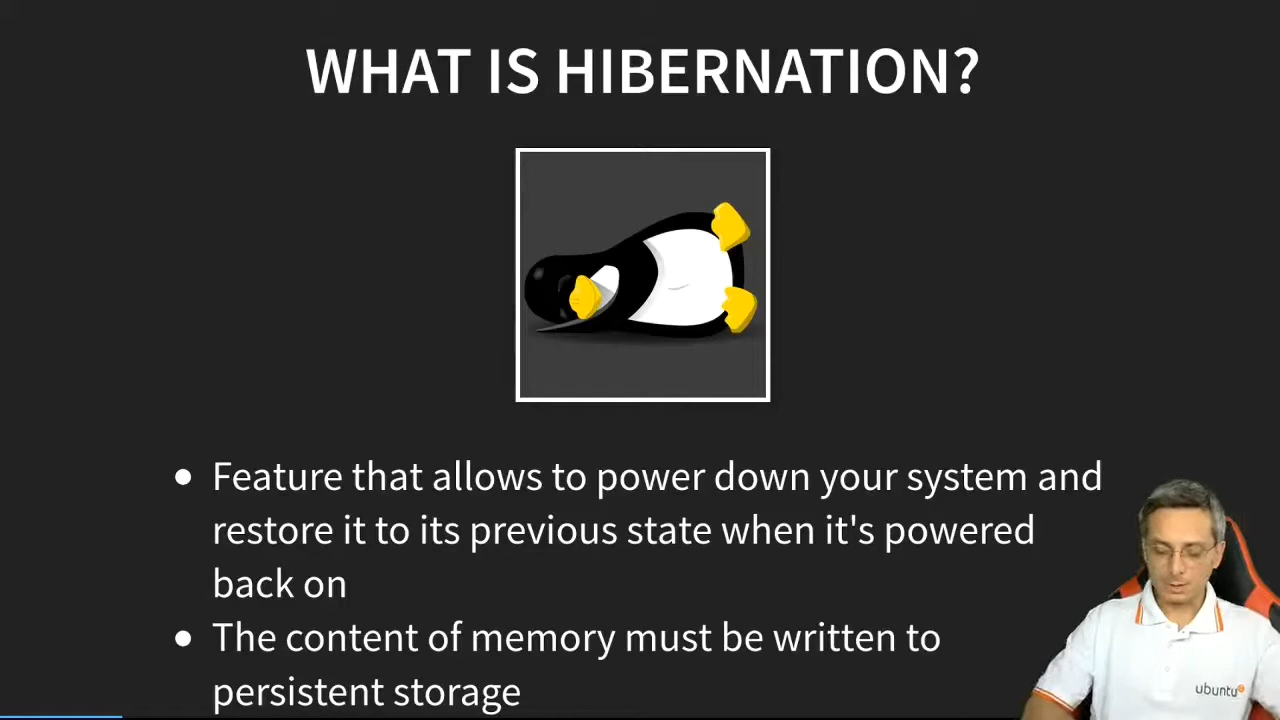 WHAT IS HIBERNATION?
Feature that allows to power down your system and
restore it to its previous state when it's powered
back on
The content of memory must be written to
persistent storage
ubuntu